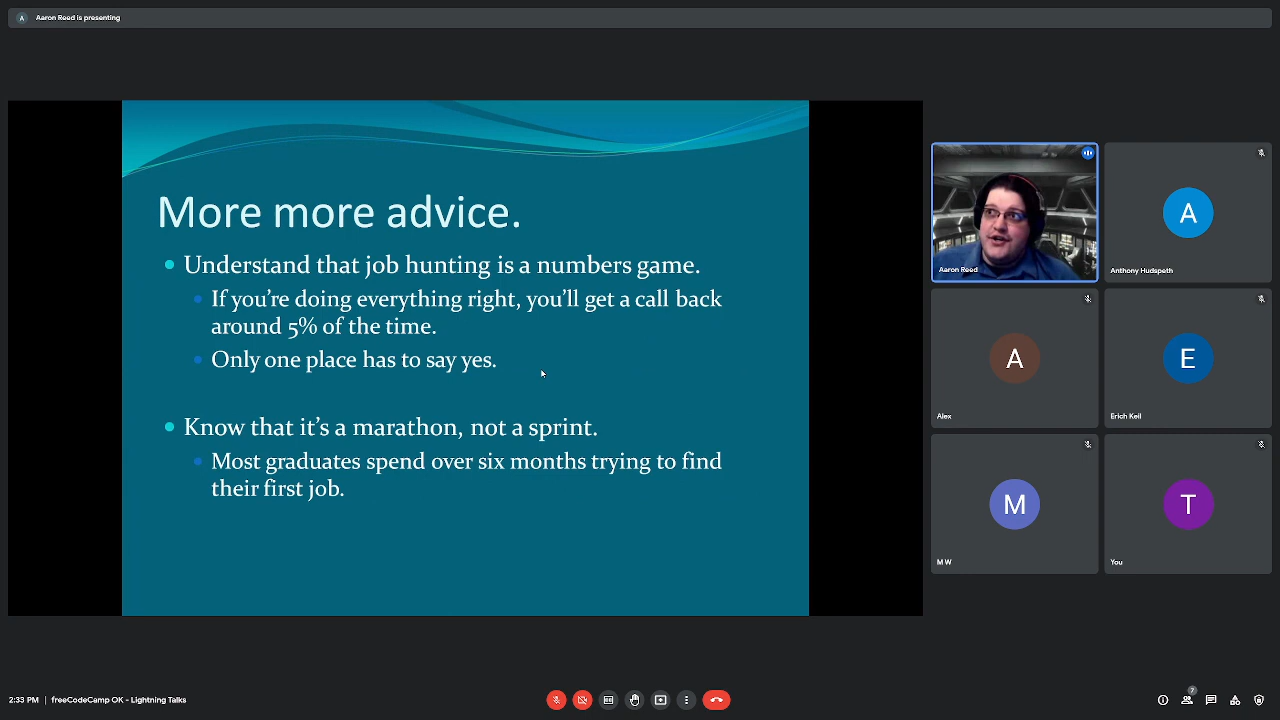 A Aaron Reed is presenting
More more advice.
Understand that job hunting is a numbers game.
If you're doing everything right, you'll get a call back
around 5% of the time.
Only one place has to say yes.
Know that it's a marathon, not a sprint.
Most graduates spend over six months trying to find
their first job.
Aaron Reed
A
Anthony Hudspeth
A
Alex
E
Erich Keil
M
M W
T
You
2:33 PM | freeCodeCamp OK - Lightning Talks
7